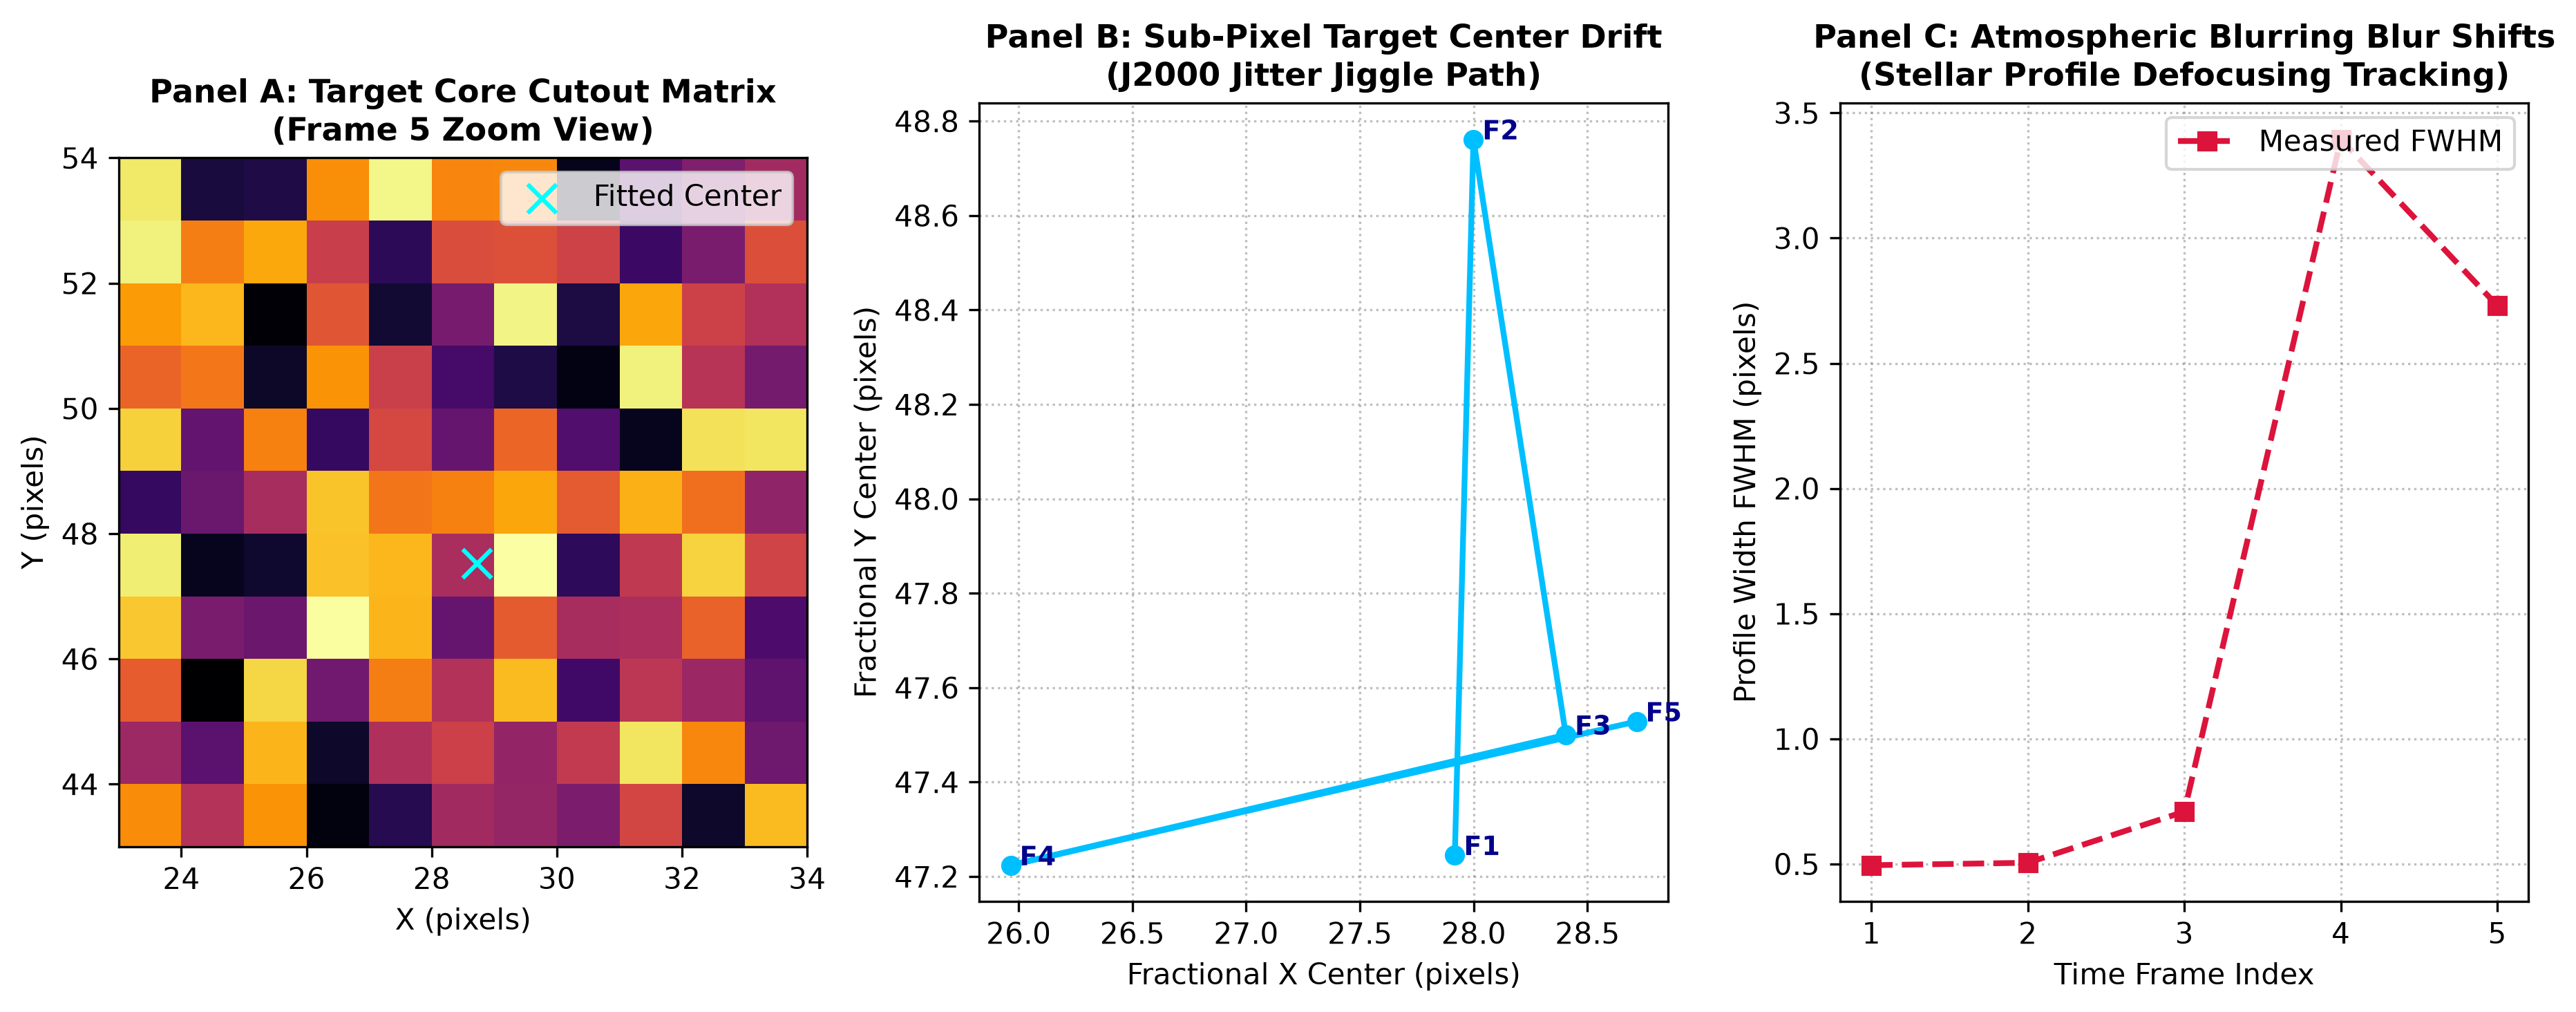 Panel A: Target Core Cutout Matrix
(Frame 5 Zoom View)
Fitted Center
54
52
50
48
46
44
Y (pixels)
24 26 28 30 32 34
X (pixels)
Panel B: Sub-Pixel Target Center Drift
(J2000 Jitter Jiggle Path)
48.8
48.6
48.4
48.2
48.0
47.8
47.6
47.4
47.2
Fractional Y Center (pixels)
F2
F5
F3
F1
F4
26.0 26.5 27.0 27.5 28.0 28.5
Fractional X Center (pixels)
Panel C: Atmospheric Blurring Blur Shifts
(Stellar Profile Defocusing Tracking)
Measured FWHM
3.5
3.0
2.5
2.0
1.5
1.0
0.5
Profile Width FWHM (pixels)
1 2 3 4 5
Time Frame Index